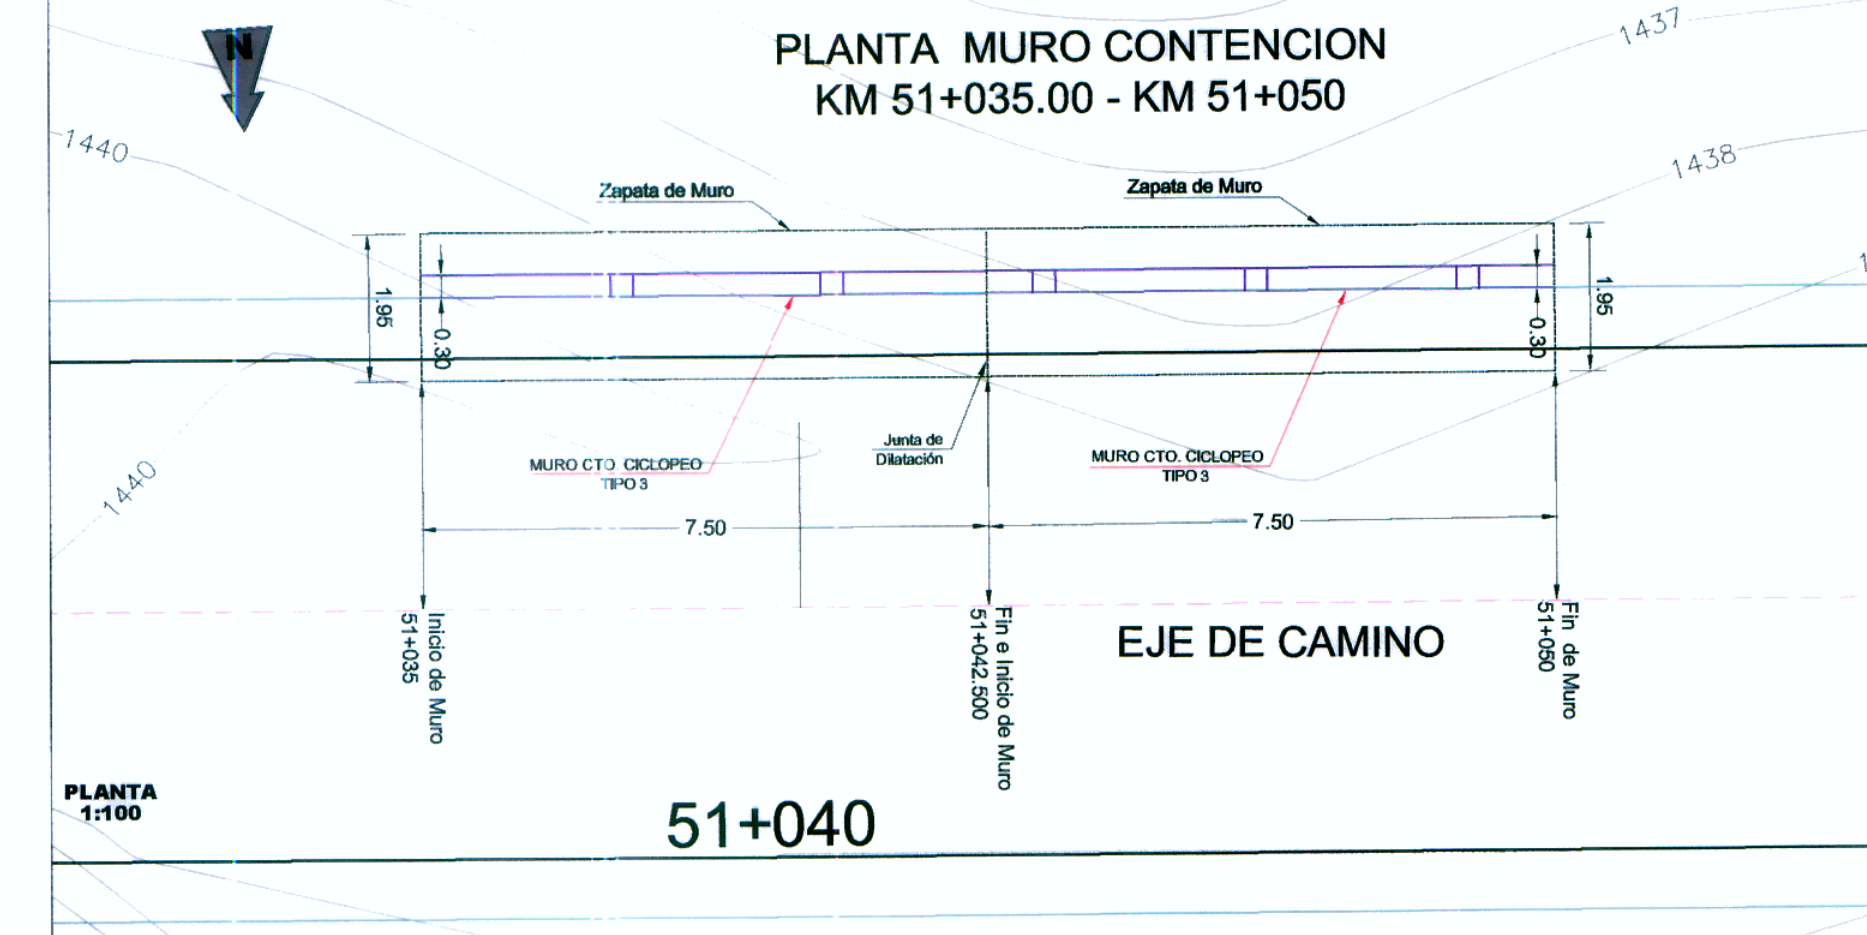 N
PLANTA MURO CONTENCION
KM 51+035.00 - KM 51+050
1437
1440
1438
Zapata de Muro
Zapata de Muro
1.95
0.30
0.30
1.95
1440
MURO CTO. CICLOPEO
TIPO 3
Junta de
Dilatación
MURO CTO. CICLOPEO
TIPO 3
7.50
7.50
Inicio de Muro
51+035
Fin e Inicio de Muro
51+042.500
EJE DE CAMINO
Fin de Muro
51+050
PLANTA
1:100
51+040